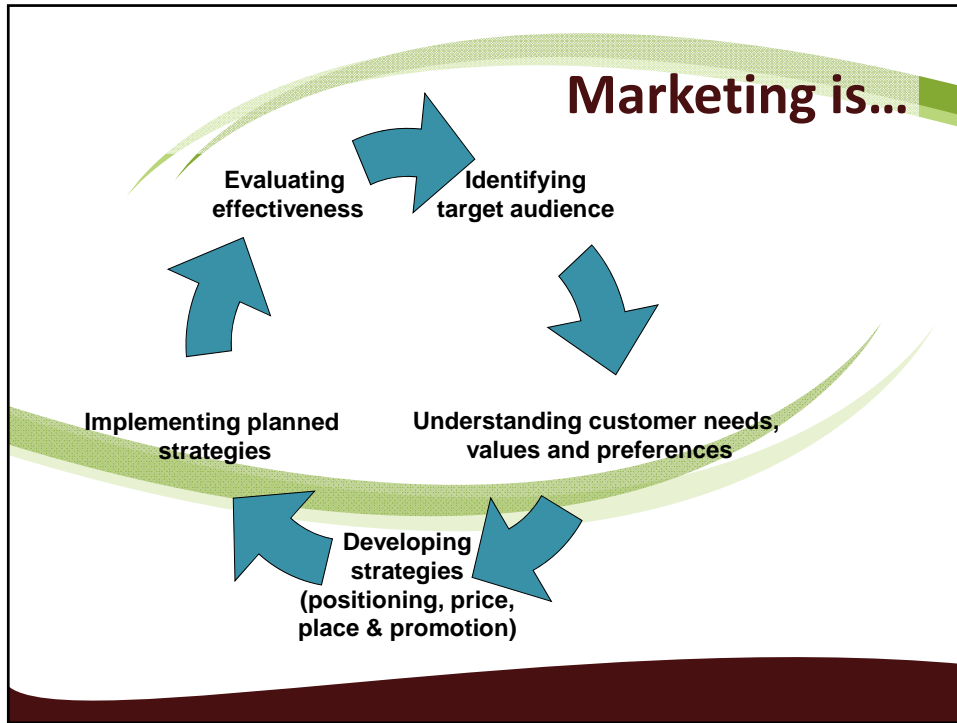 Marketing is…
Evaluating
effectiveness
Identifying
target audience
Understanding customer needs,
values and preferences
Developing
strategies
(positioning, price,
place & promotion)
Implementing planned
strategies